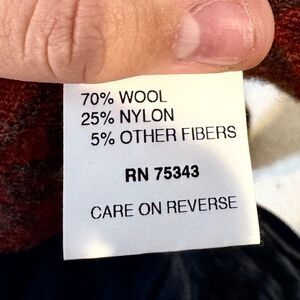 70% WOOL
25% NYLON
5% OTHER FIBERS
RN 75343
CARE ON REVERSE